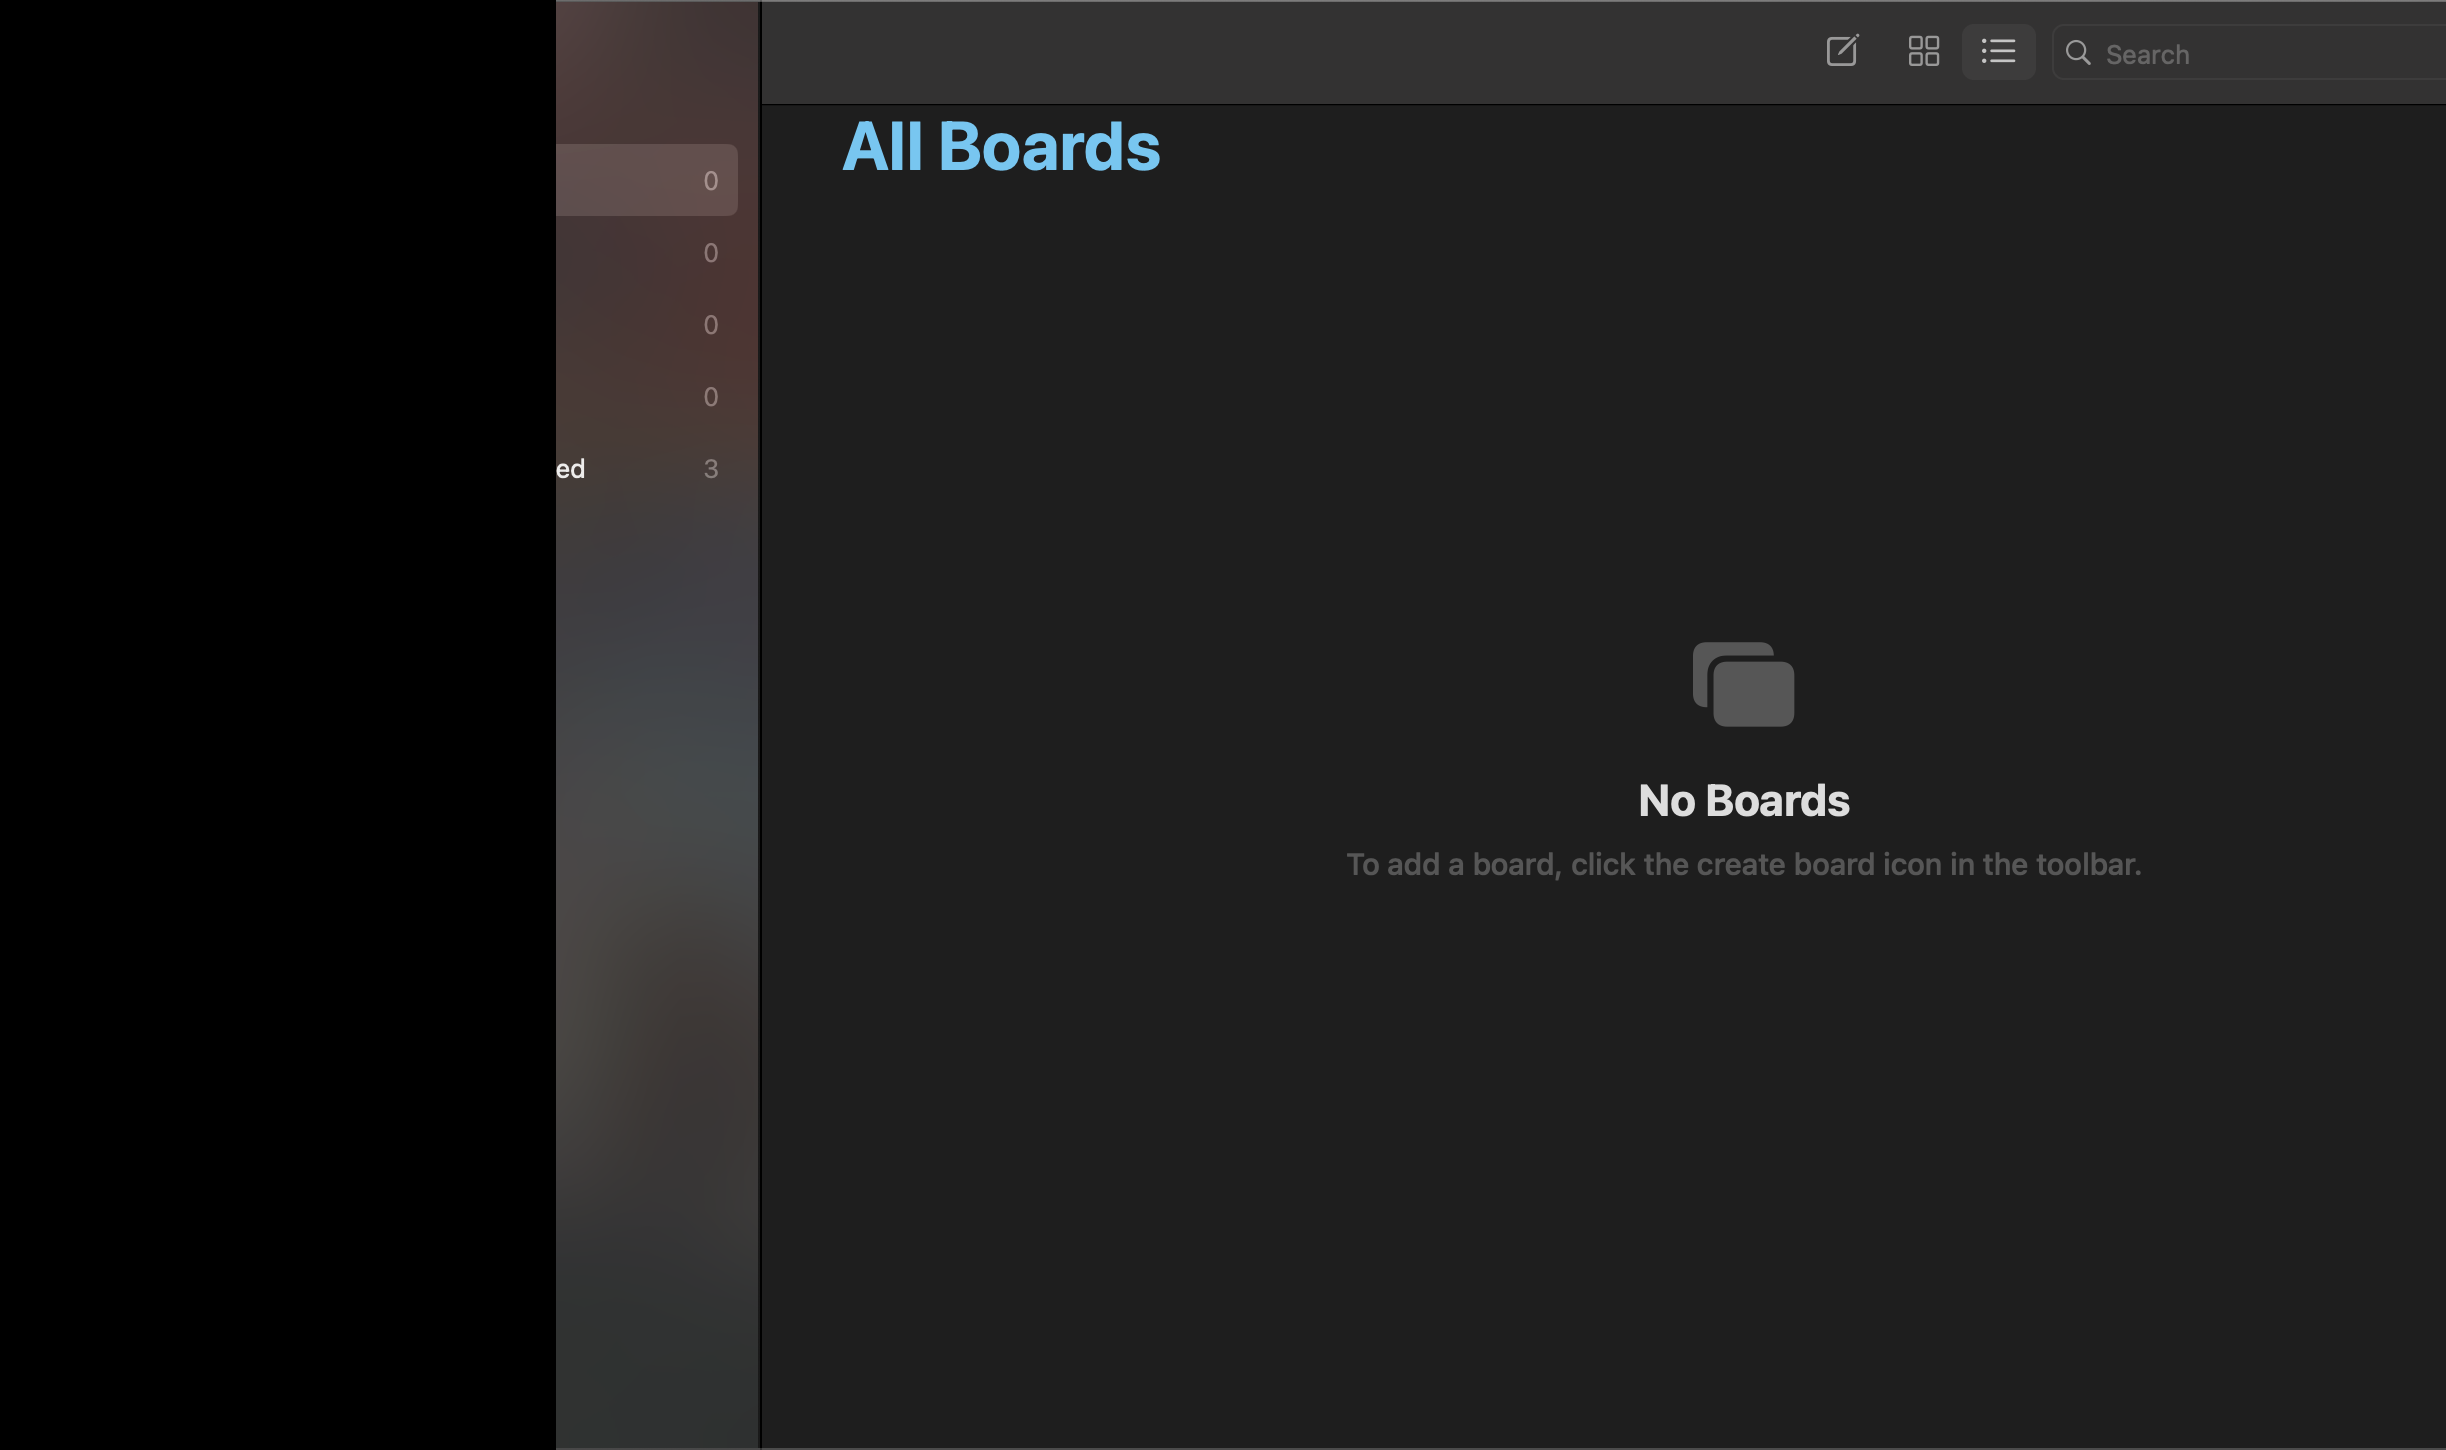 Search
All Boards
0
0
0
0
ed 3
No Boards
To add a board, click the create board icon in the toolbar.